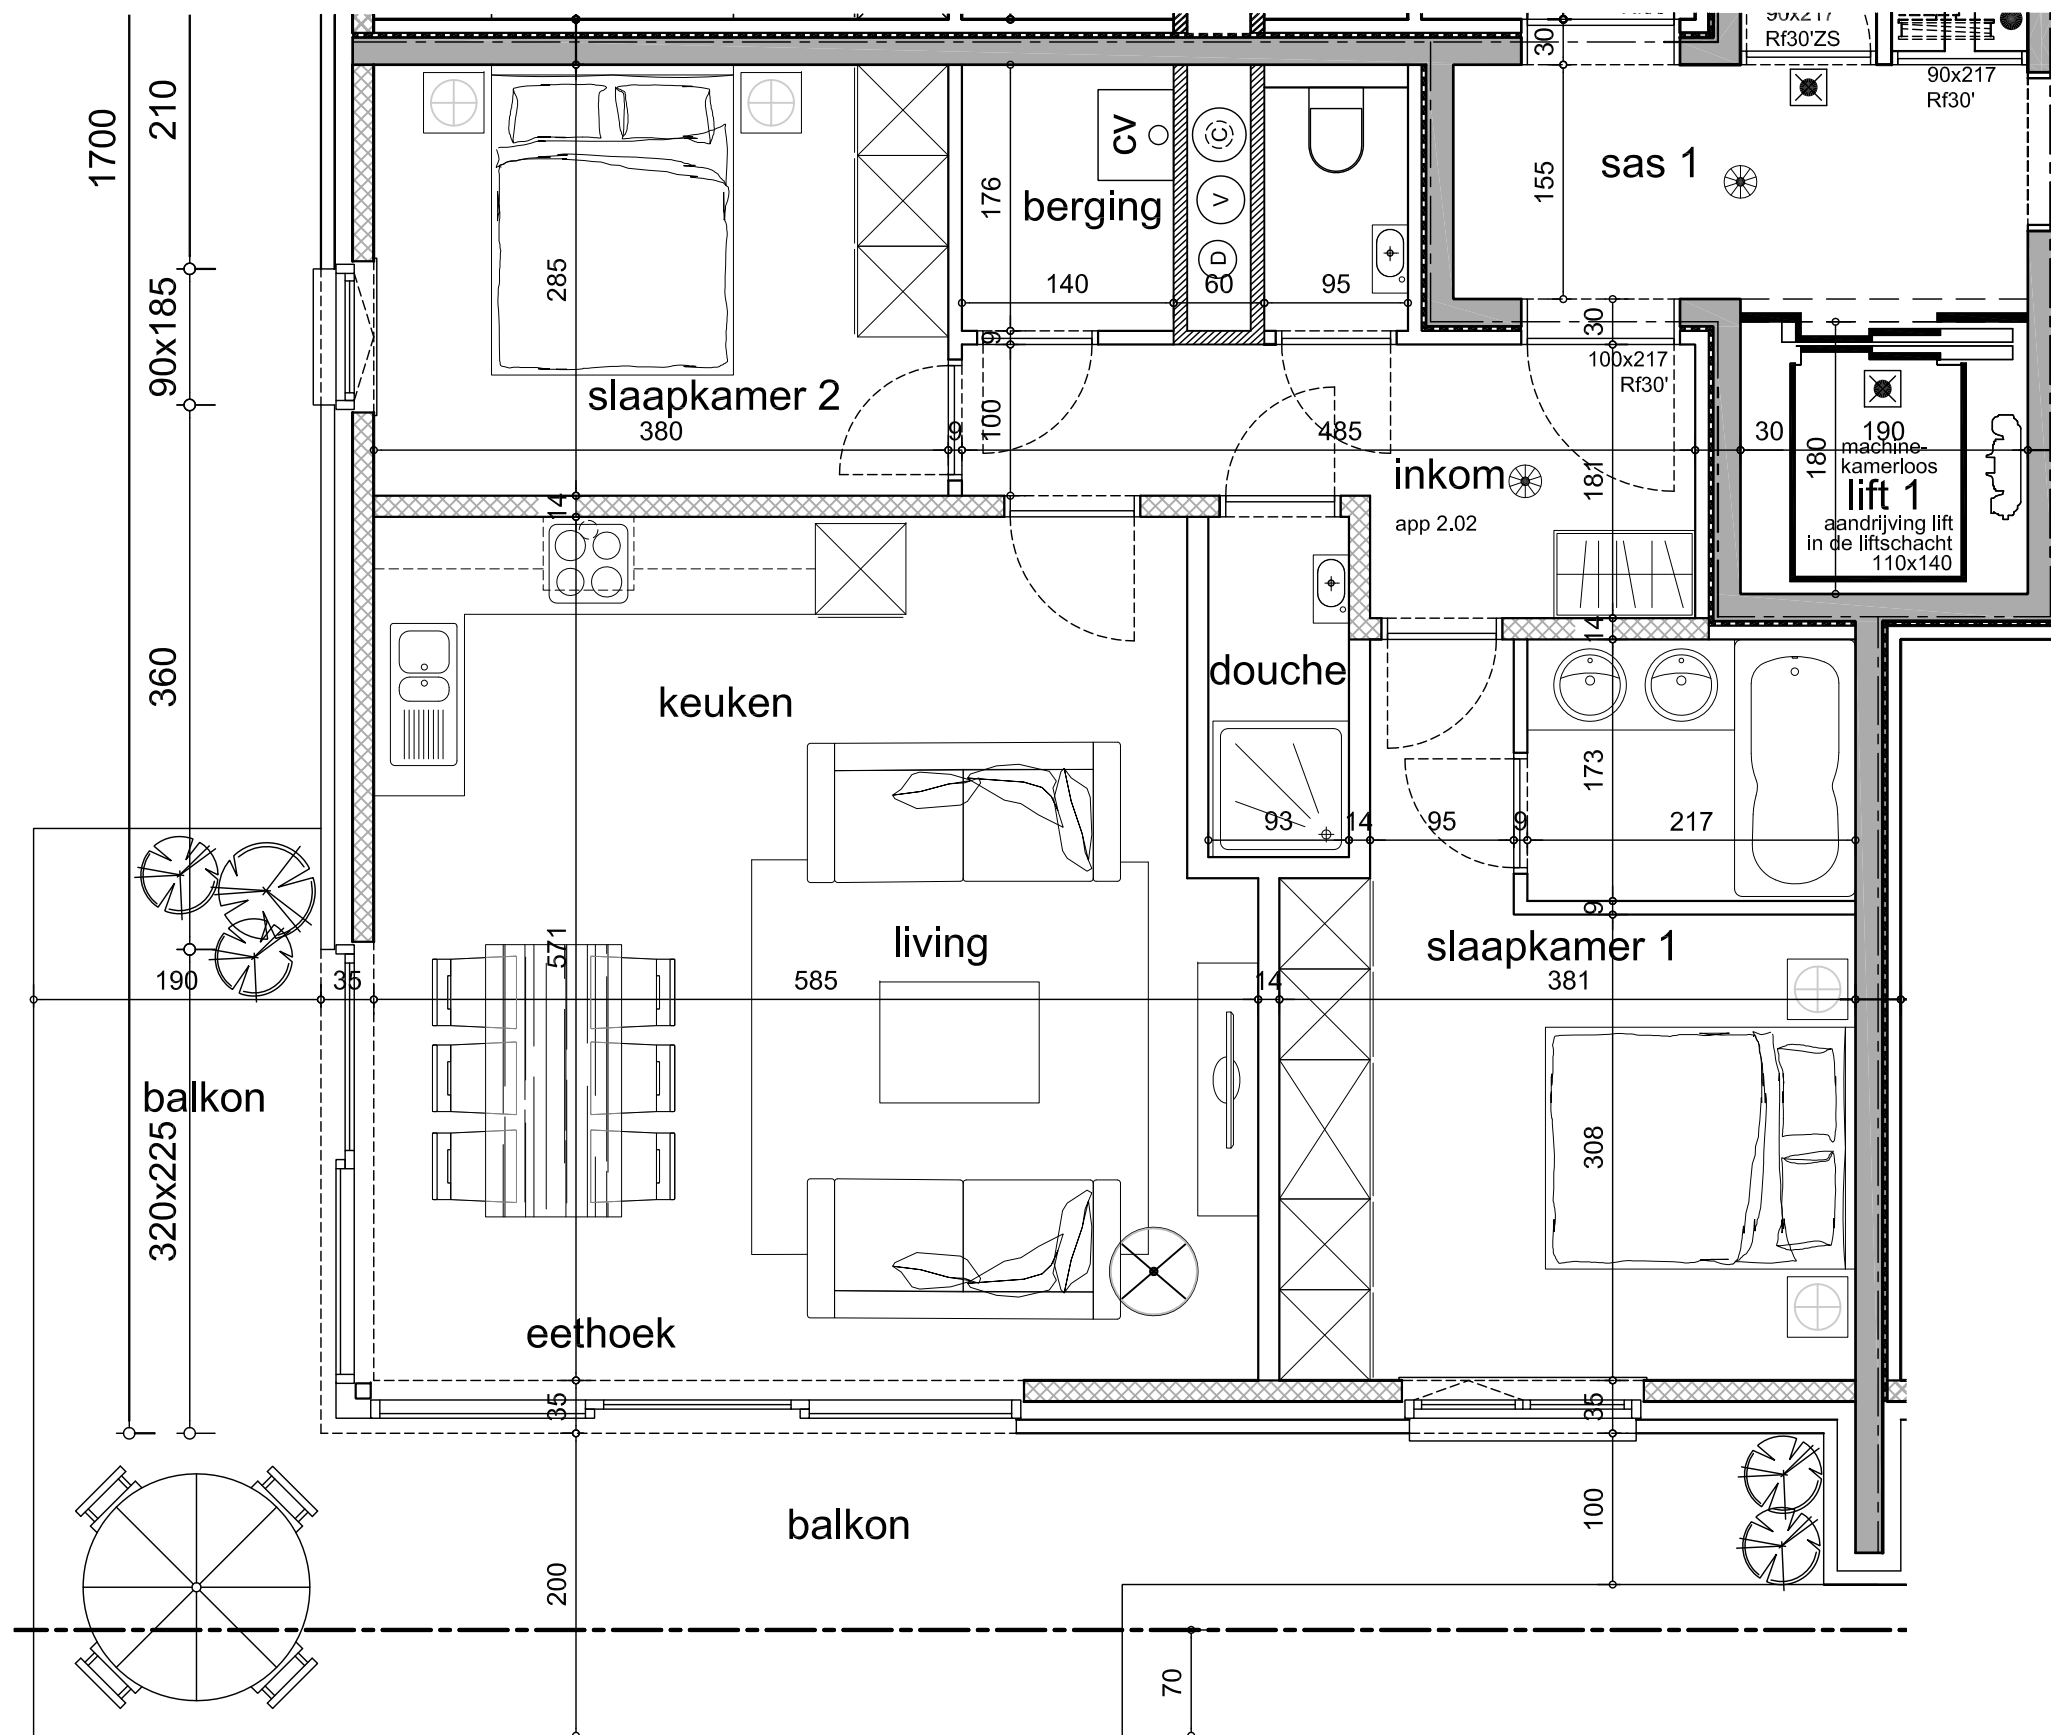 90x217
Rf30'ZS
30
90x217
Rf30'
210
1700
cv
C
sas 1
155
176
berging
V
D
285
140
60
95
90x185
9
30
100x217
Rf30'
slaapkamer 2
380
9
100
485
30
190
180
machine-
kamerloos
inkom
181
lift 1
14
app 2.02
aandrijving lift
in de liftschacht
110x140
14
360
keuken
douche
173
93
14
95
9
217
9
571
living
slaapkamer 1
190
35
585
14
381
balkon
320x225
308
eethoek
35
35
balkon
100
200
70